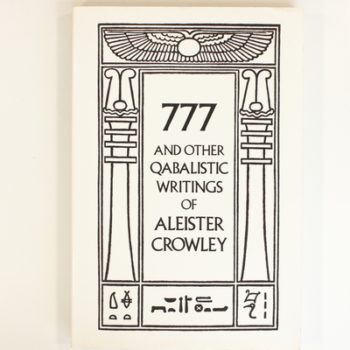 777
AND OTHER
QABALISTIC
WRITINGS
OF
ALEISTER
CROWLEY